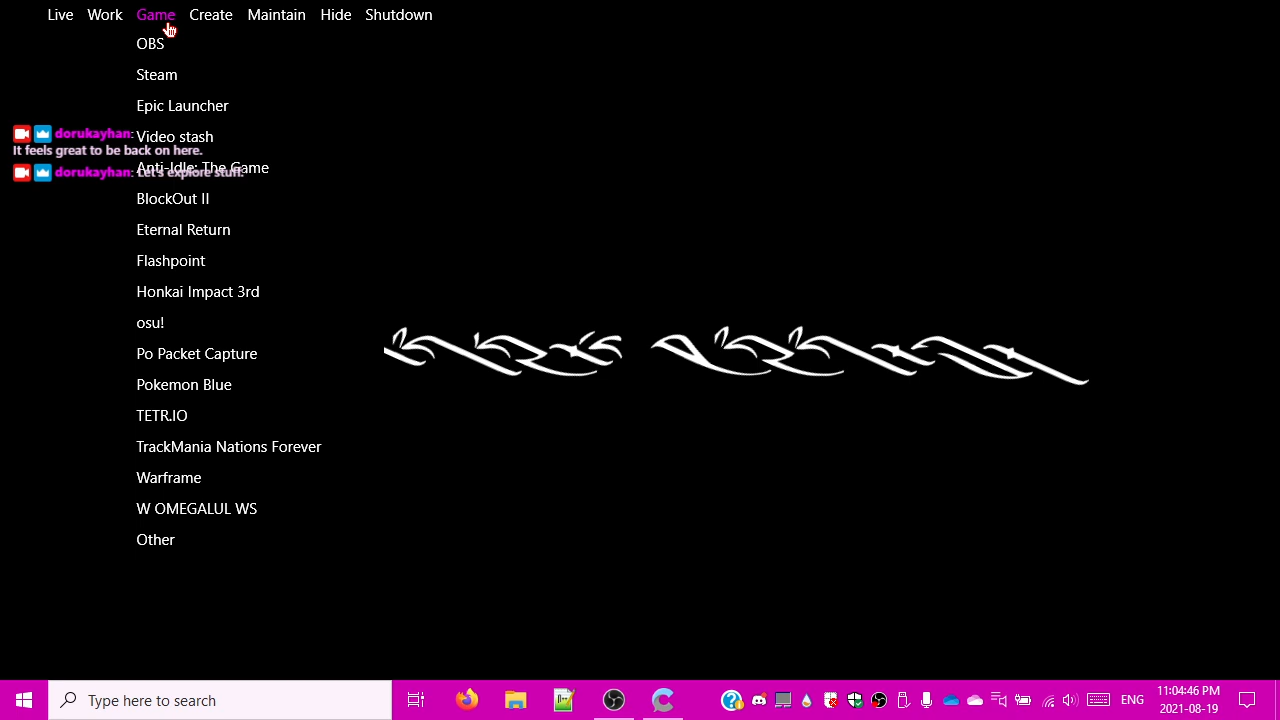 Live Work Game Create Maintain Hide Shutdown
OBS
Steam
Epic Launcher
Video stash
Anti-Idle: The Game
BlockOut II
Eternal Return
Flashpoint
Honkai Impact 3rd
osu!
Po Packet Capture
Pokemon Blue
TETR.IO
TrackMania Nations Forever
Warframe
W OMEGALUL WS
Other
dorukayhan:
It feels great to be back on here.
dorukayhan: Let's explore stuff.
Type here to search
ENG
11:04:46 PM
2021-08-19